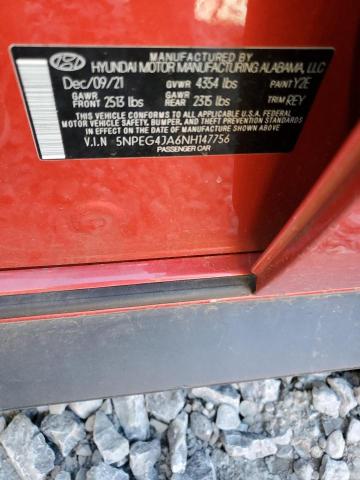 MANUFACTURED BY
HYUNDAI MOTOR MANUFACTURING ALABAMA, LLC
Dec/09/21 GVWR 4354 lbs PAINT Y2E
GAWR FRONT 2513 lbs GAWR REAR 2315 lbs TRIM REY
THIS VEHICLE CONFORMS TO ALL APPLICABLE U.S.A. FEDERAL
MOTOR VEHICLE SAFETY, BUMPER, AND THEFT PREVENTION
STANDARDS IN EFFECT ON THE DATE OF MANUFACTURE SHOWN ABOVE.
V.I.N 5NPEG4JA6NH147756
PASSENGER CAR